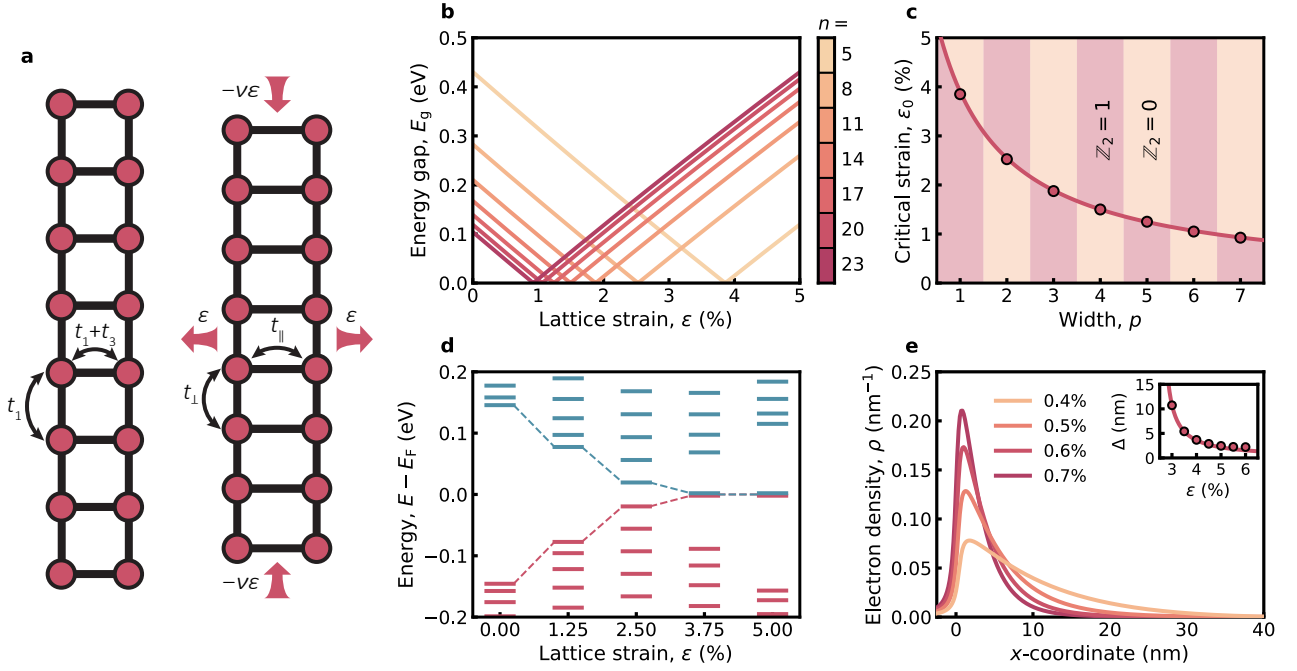 a
−νε
ε
ε
t₁+t₃
t∥
t₁
t⊥
−νε
b
Energy gap, E_g (eV)
0.5
0.4
0.3
0.2
0.1
0.0
0 1 2 3 4 5
Lattice strain, ε (%)
n =
5
8
11
14
17
20
23
c
Critical strain, ε₀ (%)
5
4
3
2
1
0
ℤ₂ = 1
ℤ₂ = 0
1 2 3 4 5 6 7
Width, p
d
Energy, E − E_F (eV)
0.2
0.1
0.0
−0.1
−0.2
0.00 1.25 2.50 3.75 5.00
Lattice strain, ε (%)
e
Electron density, ρ (nm⁻¹)
0.25
0.20
0.15
0.10
0.05
0.00
0.4%
0.5%
0.6%
0.7%
Δ (nm)
15
10
5
0
3 4 5 6
ε (%)
0 10 20 30 40
x-coordinate (nm)